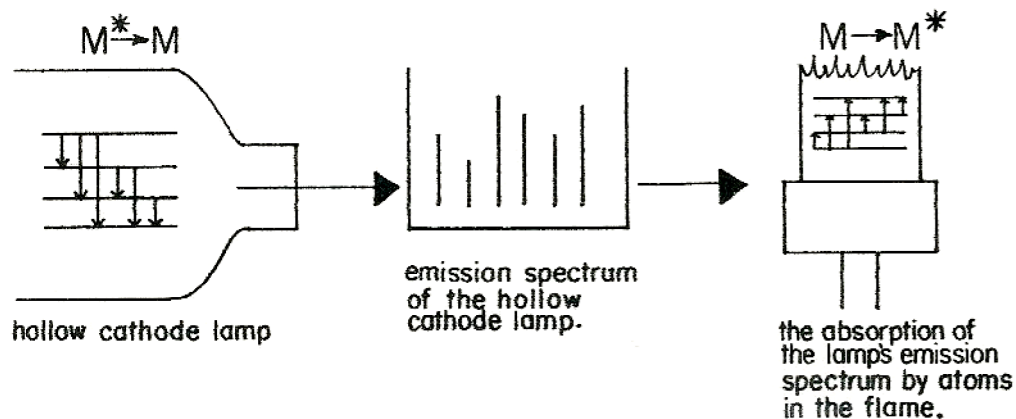 M*→M
M→M*
hollow cathode lamp
emission spectrum
of the hollow
cathode lamp.
the absorption of
the lamp's emission
spectrum by atoms
in the flame.